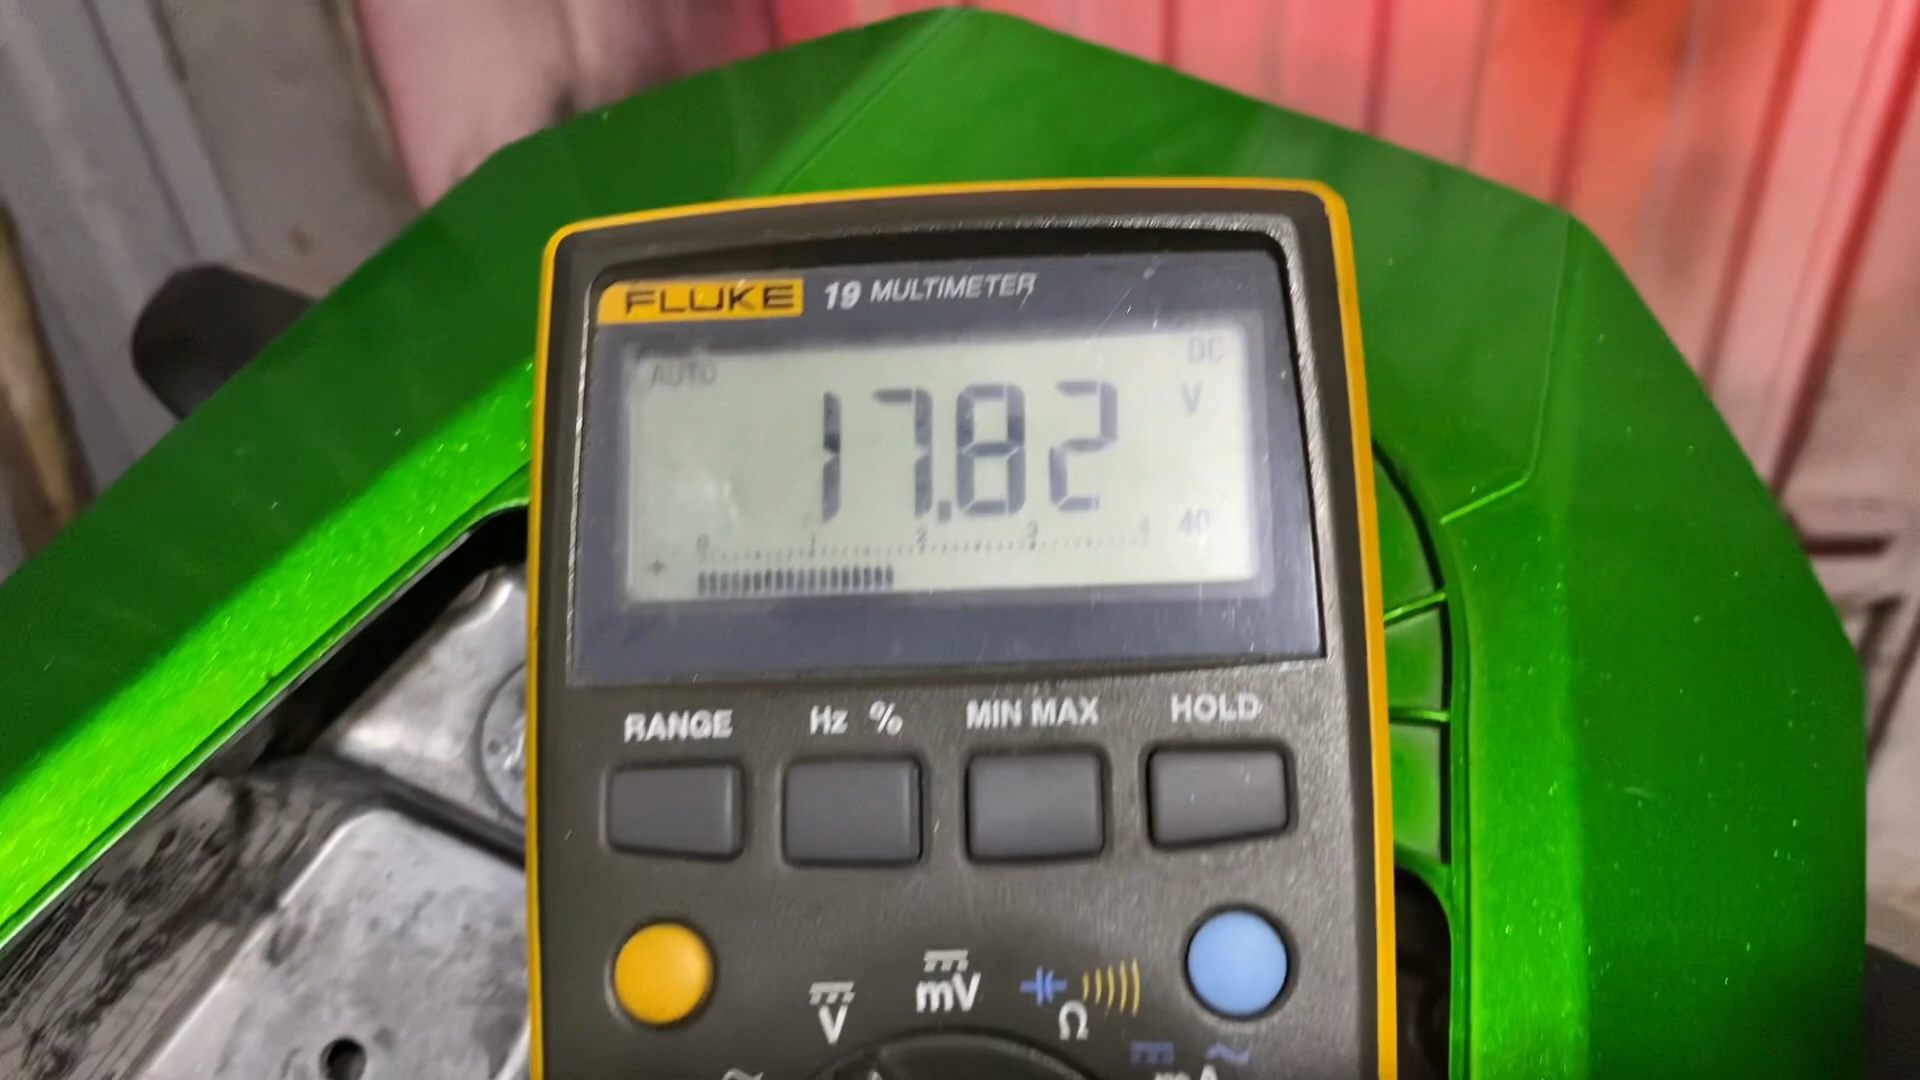 FLUKE 19 MULTIMETER
AUTO DC
17.82 V
0 1 2 3 4 40
+
RANGE Hz % MIN MAX HOLD
V mV Ω